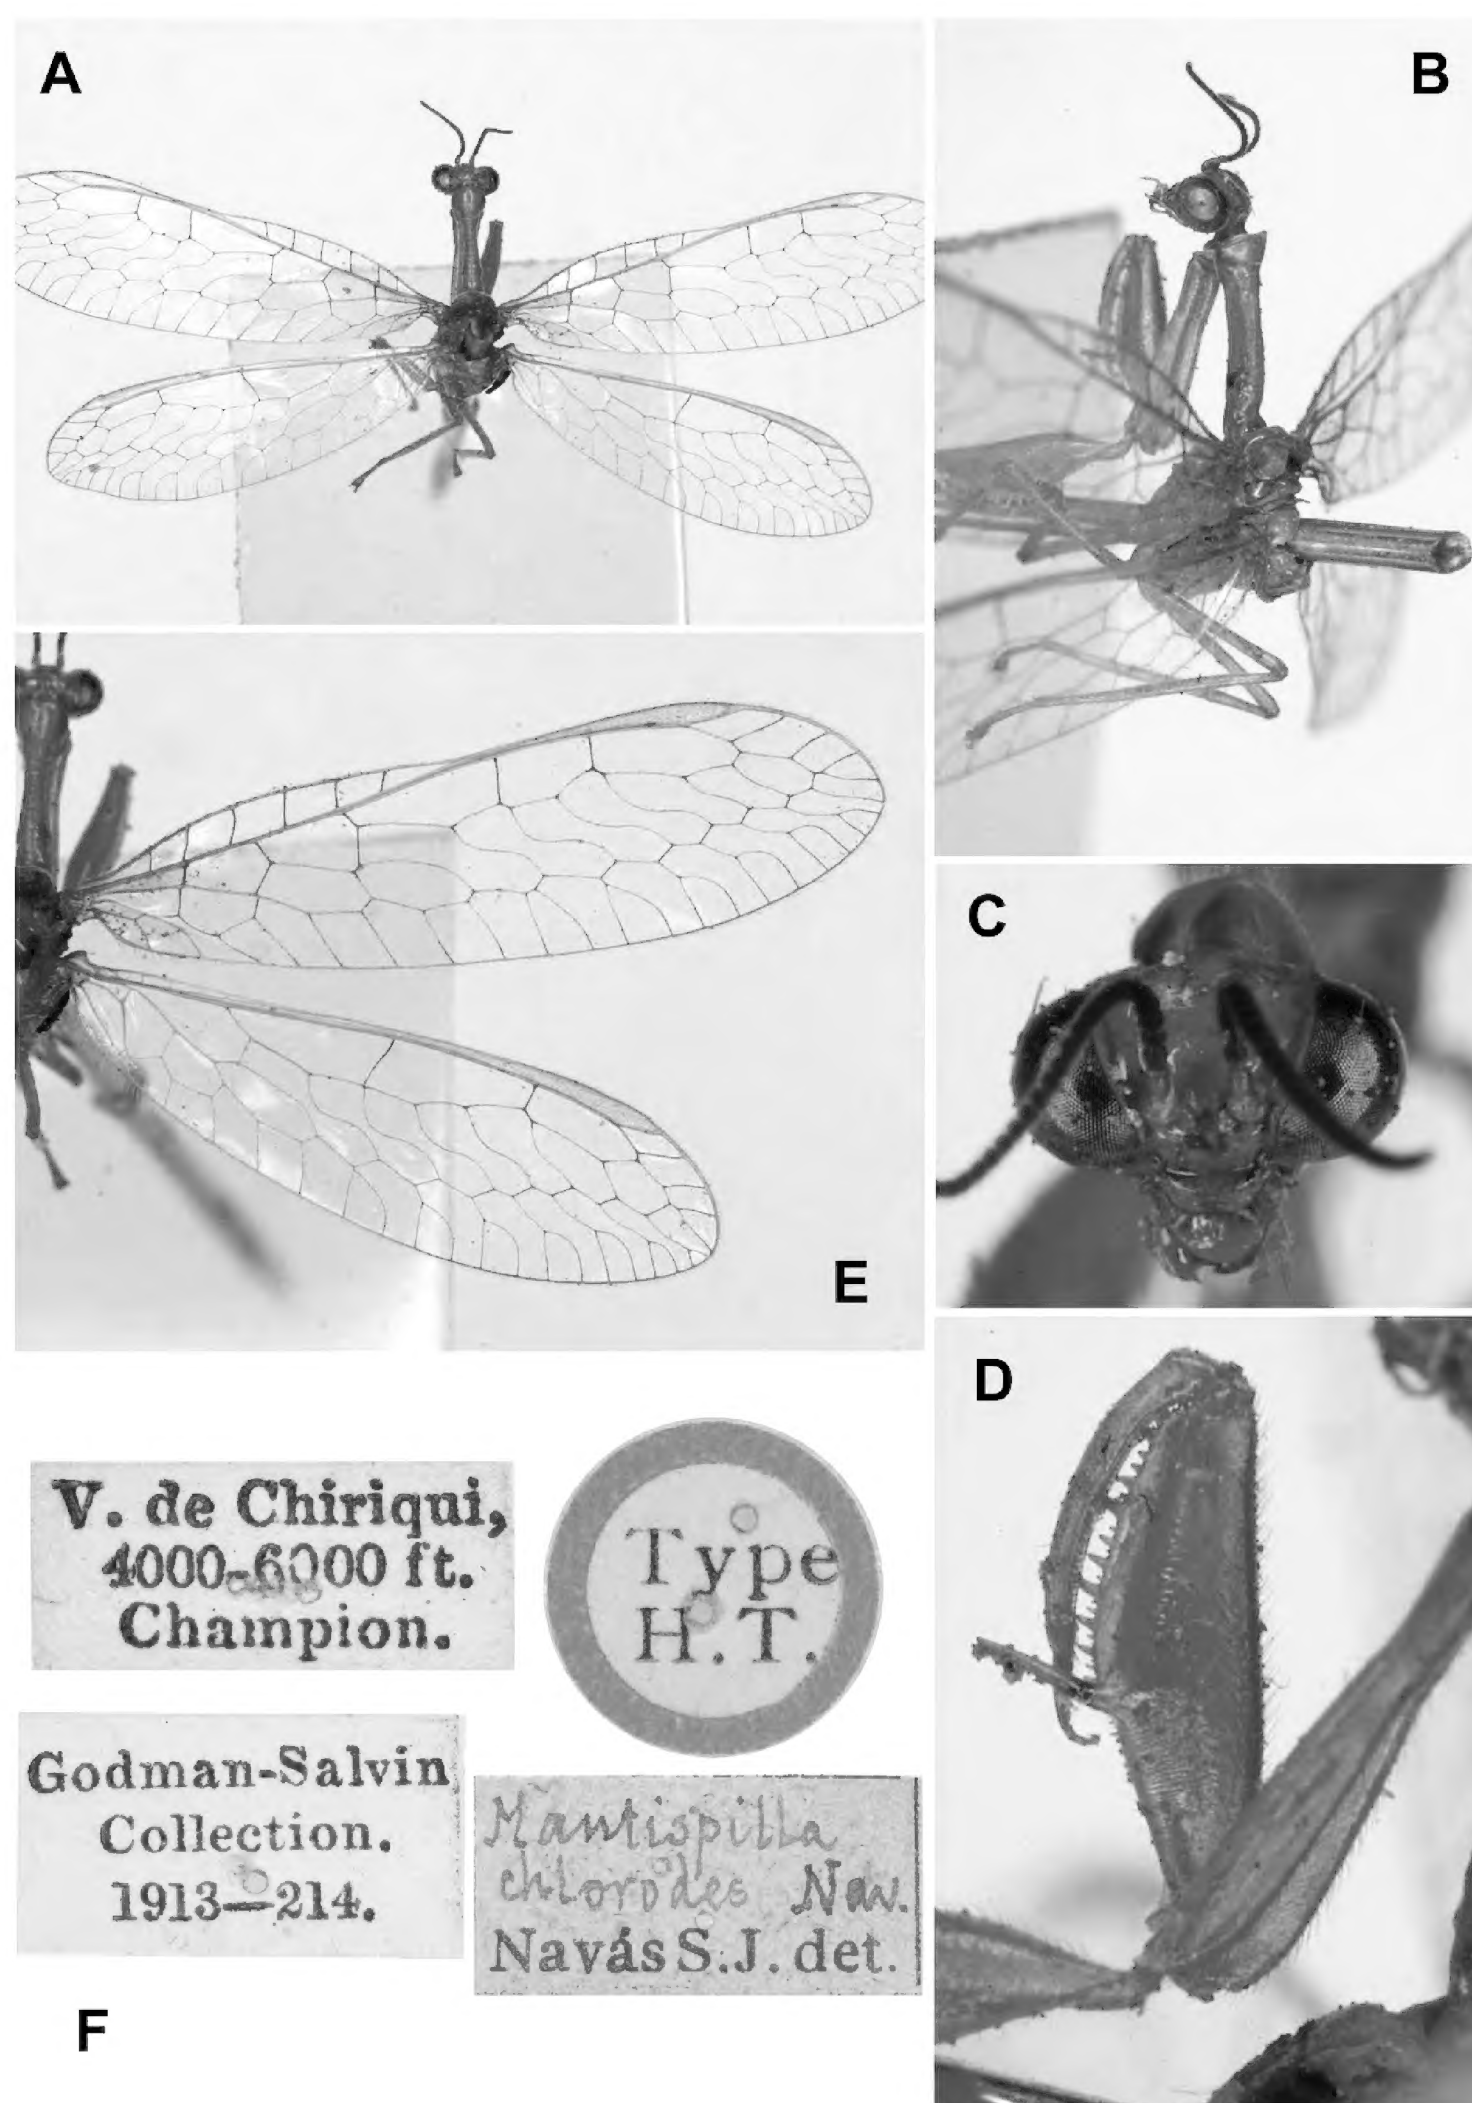 A
B
C
E
D
V. de Chiriqui,
4000-6000 ft.
Champion.
Type
H.T.
Godman-Salvin
Collection.
1913—214.
Mantispilla
chlorodes Nav.
Navás S.J. det.
F